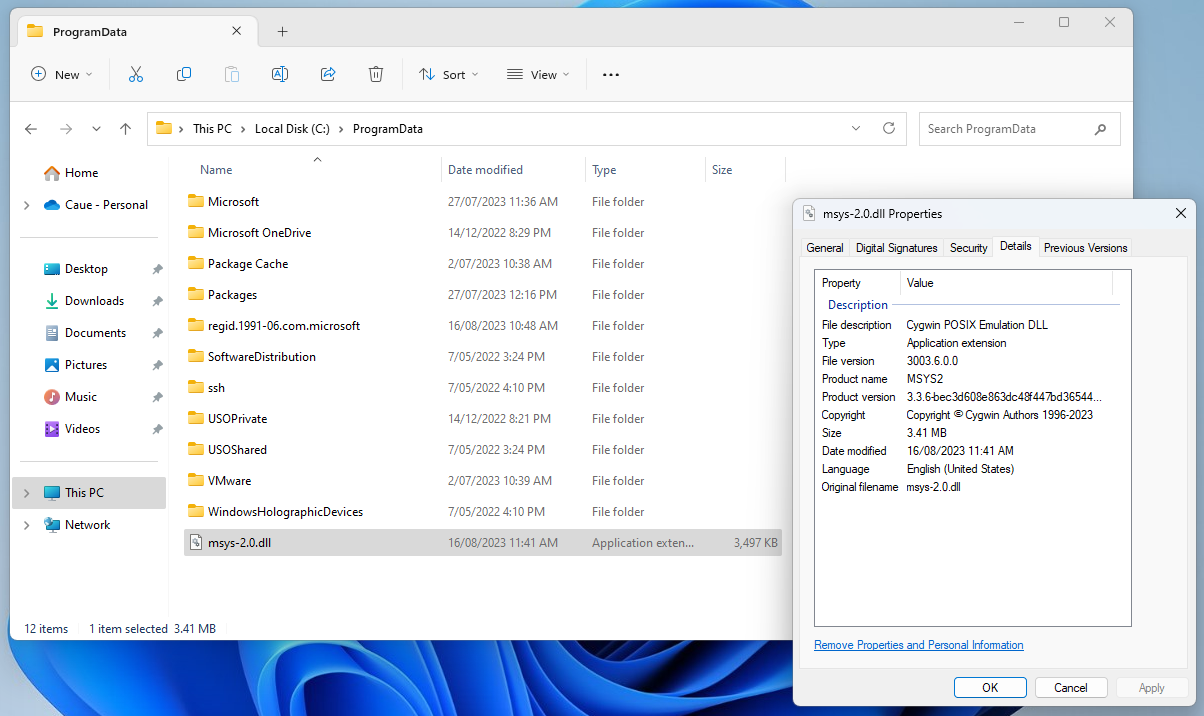 ProgramData
New
Sort
View
This PC
Local Disk (C:)
ProgramData
Search ProgramData
Home
Caue - Personal
Desktop
Downloads
Documents
Pictures
Music
Videos
This PC
Network
Name Date modified Type Size
Microsoft 27/07/2023 11:36 AM File folder
Microsoft OneDrive 14/12/2022 8:29 PM File folder
Package Cache 2/07/2023 10:38 AM File folder
Packages 27/07/2023 12:16 PM File folder
regid.1991-06.com.microsoft 16/08/2023 10:48 AM File folder
SoftwareDistribution 7/05/2022 3:24 PM File folder
ssh 7/05/2022 4:10 PM File folder
USOPrivate 14/12/2022 8:21 PM File folder
USOShared 7/05/2022 3:24 PM File folder
VMware 2/07/2023 10:39 AM File folder
WindowsHolographicDevices 7/05/2022 4:10 PM File folder
msys-2.0.dll 16/08/2023 11:41 AM Application exten... 3,497 KB
12 items 1 item selected 3.41 MB
msys-2.0.dll Properties
General Digital Signatures Security Details Previous Versions
Property Value
Description
File description Cygwin POSIX Emulation DLL
Type Application extension
File version 3003.6.0.0
Product name MSYS2
Product version 3.3.6-bec3d608e863dc48f447bd36544...
Copyright Copyright © Cygwin Authors 1996-2023
Size 3.41 MB
Date modified 16/08/2023 11:41 AM
Language English (United States)
Original filename msys-2.0.dll
Remove Properties and Personal Information
OK Cancel Apply